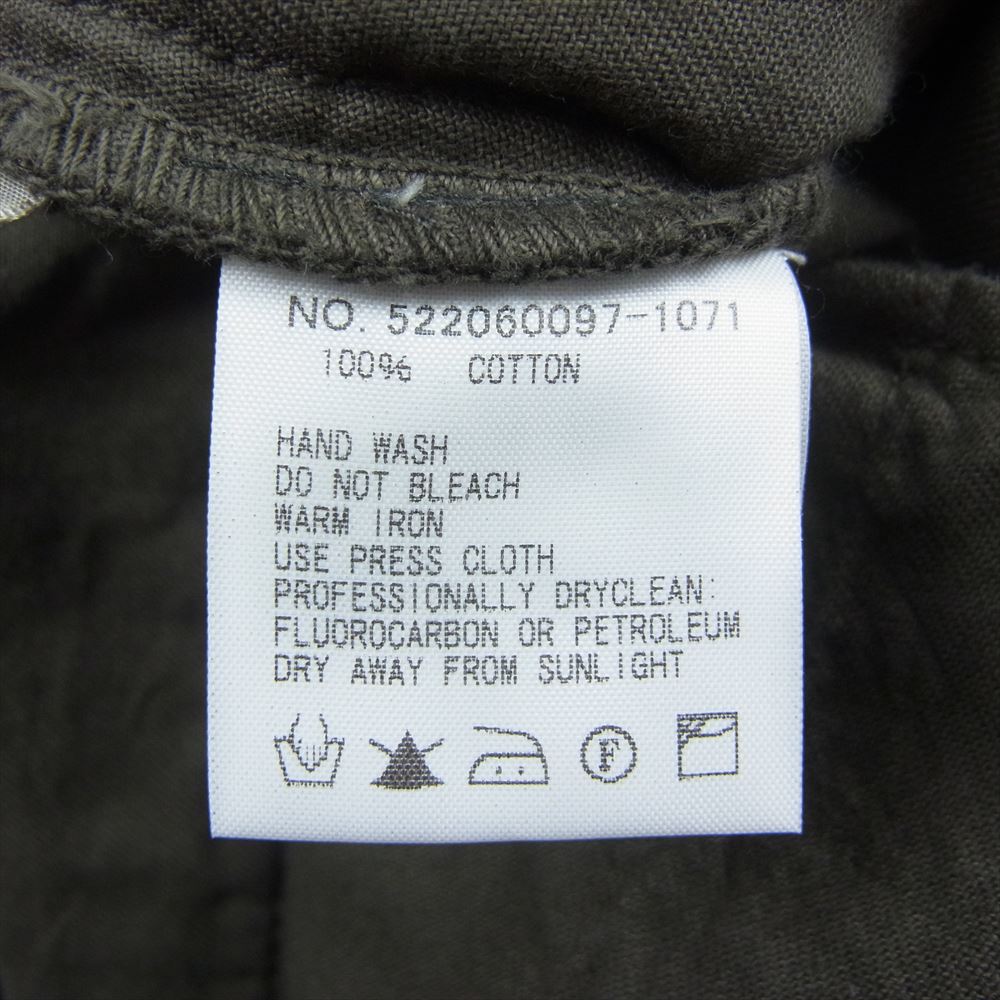 NO. 522060097-1071
100% COTTON
HAND WASH
DO NOT BLEACH
WARM IRON
USE PRESS CLOTH
PROFESSIONALLY DRYCLEAN:
FLUOROCARBON OR PETROLEUM
DRY AWAY FROM SUNLIGHT
F